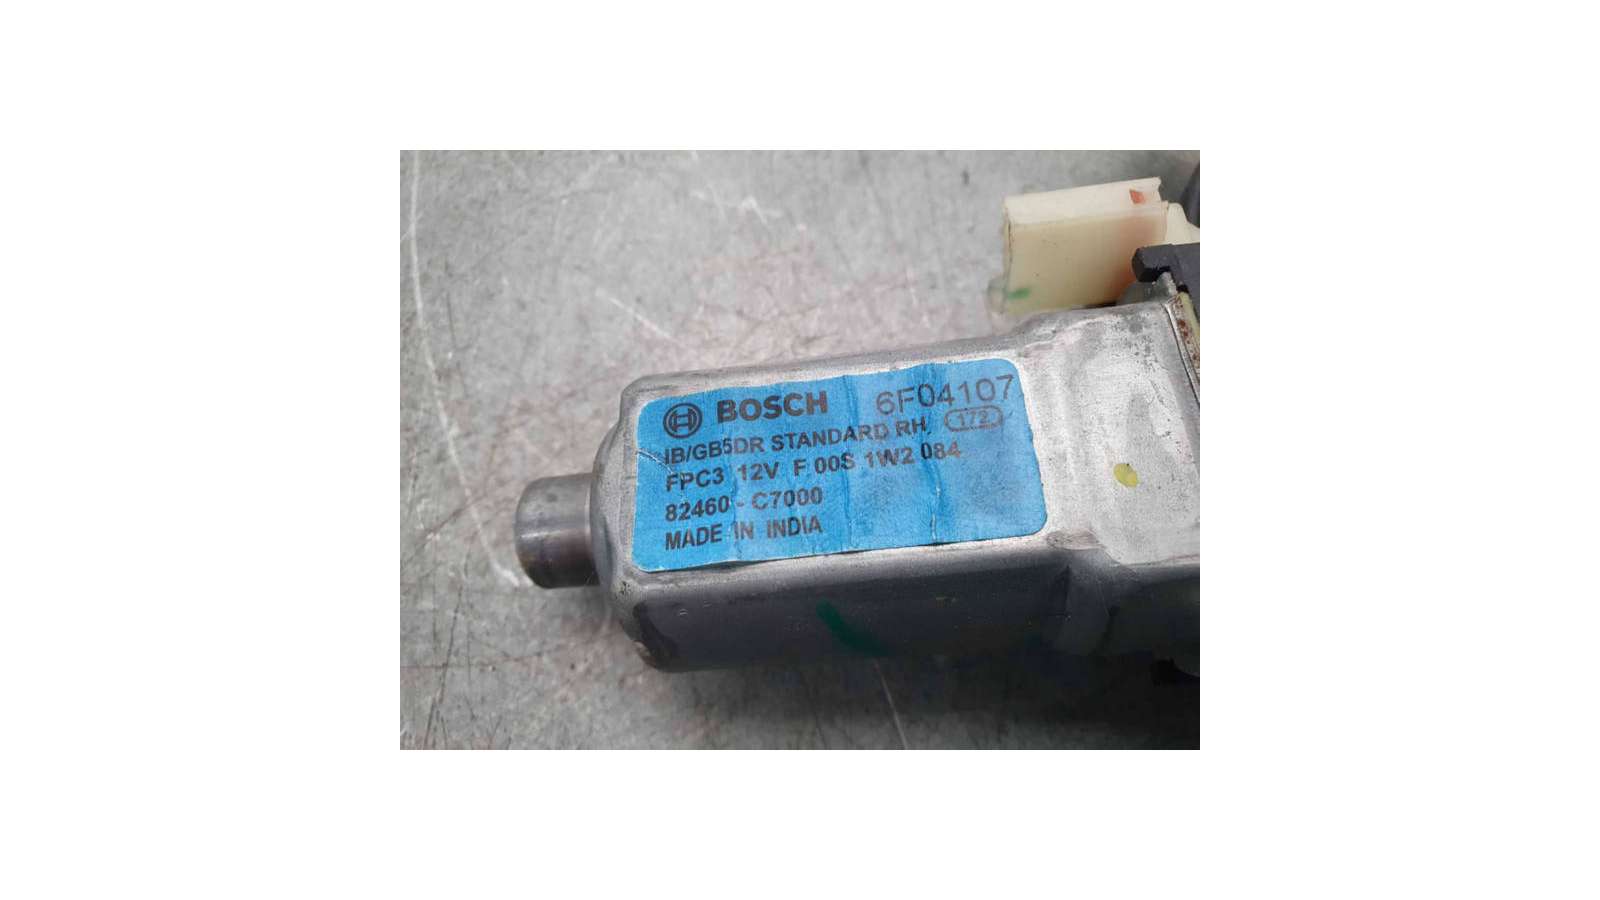 BOSCH 6F04107
IB/GB5DR STANDARD RH 172
FPC3 12V F 00S 1W2 084
82460-C7000
MADE IN INDIA